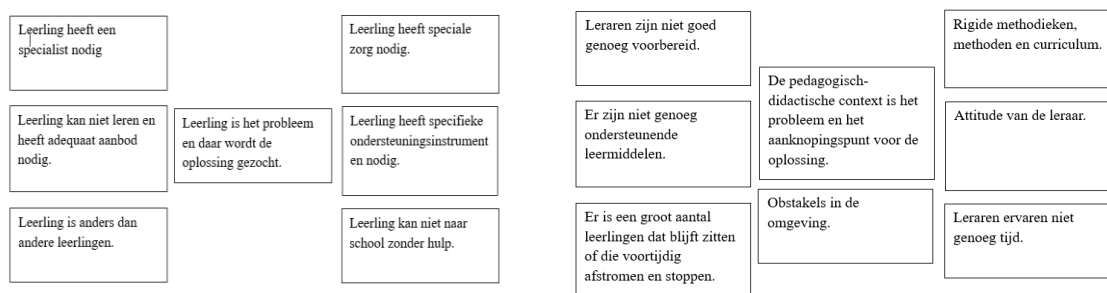 Leerling heeft een
specialist nodig
Leerling heeft speciale
zorg nodig.
Leerling kan niet leren en
heeft adequaat aanbod
nodig.
Leerling is het probleem
en daar wordt de
oplossing gezocht.
Leerling heeft specifieke
ondersteuningsinstrument
en nodig.
Leerling is anders dan
andere leerlingen.
Leerling kan niet naar
school zonder hulp.
Leraren zijn niet goed
genoeg voorbereid.
Rigide methodieken,
methoden en curriculum.
De pedagogisch-
didactische context is het
probleem en het
aanknopingspunt voor de
oplossing.
Er zijn niet genoeg
ondersteunende
leermiddelen.
Attitude van de leraar.
Er is een groot aantal
leerlingen dat blijft zitten
of die voortijdig
afstromen en stoppen.
Obstakels in de
omgeving.
Leraren ervaren niet
genoeg tijd.